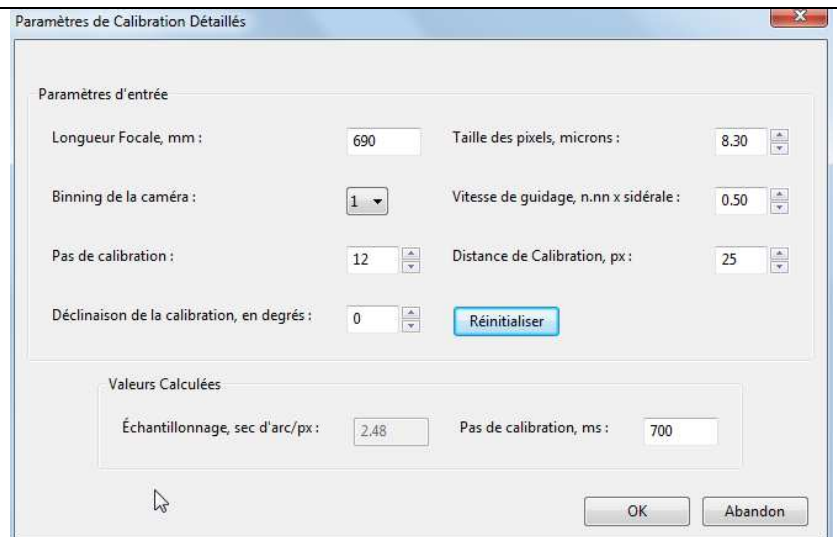 Paramètres de Calibration Détaillés
Paramètres d'entrée
Longueur Focale, mm : 690 Taille des pixels, microns : 8.30
Binning de la caméra : 1 Vitesse de guidage, n.nn x sidérale : 0.50
Pas de calibration : 12 Distance de Calibration, px : 25
Déclinaison de la calibration, en degrés : 0 Réinitialiser
Valeurs Calculées
Échantillonnage, sec d'arc/px : 2.48 Pas de calibration, ms : 700
OK Abandon